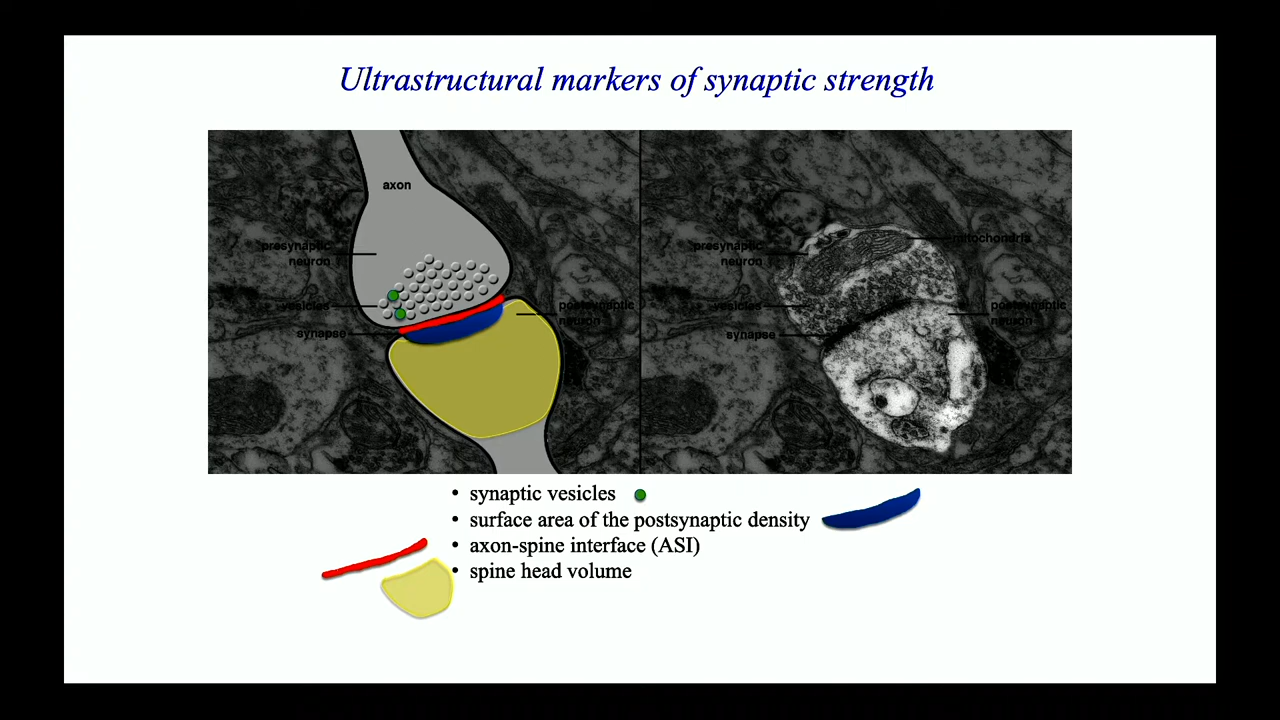 Ultrastructural markers of synaptic strength
axon
presynaptic
neuron
vesicles
synapse
postsynaptic
neuron
mitochondria
presynaptic
neuron
vesicles
synapse
postsynaptic
neuron
• synaptic vesicles
• surface area of the postsynaptic density
• axon-spine interface (ASI)
• spine head volume